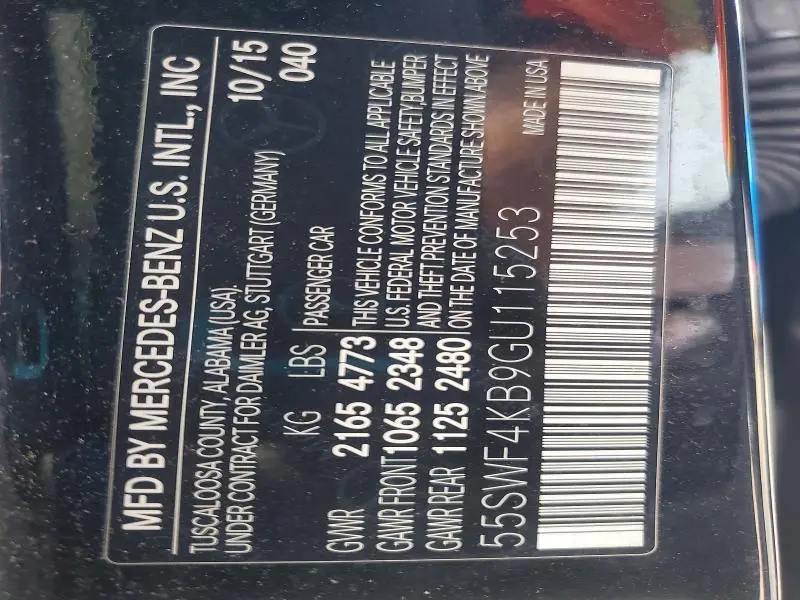 MFD BY MERCEDES-BENZ U.S. INTL., INC
TUSCALOOSA COUNTY, ALABAMA (USA). 10/15
UNDER CONTRACT FOR DAIMLER AG, STUTTGART (GERMANY) 040
KG LBS PASSENGER CAR
GVWR 2165 4773 THIS VEHICLE CONFORMS TO ALL APPLICABLE
GAWR FRONT 1065 2348 U.S. FEDERAL MOTOR VEHICLE SAFETY, BUMPER
GAWR REAR 1125 2480 AND THEFT PREVENTION STANDARDS IN EFFECT
ON THE DATE OF MANUFACTURE SHOWN ABOVE
55SWF4KB9GU115253 MADE IN USA